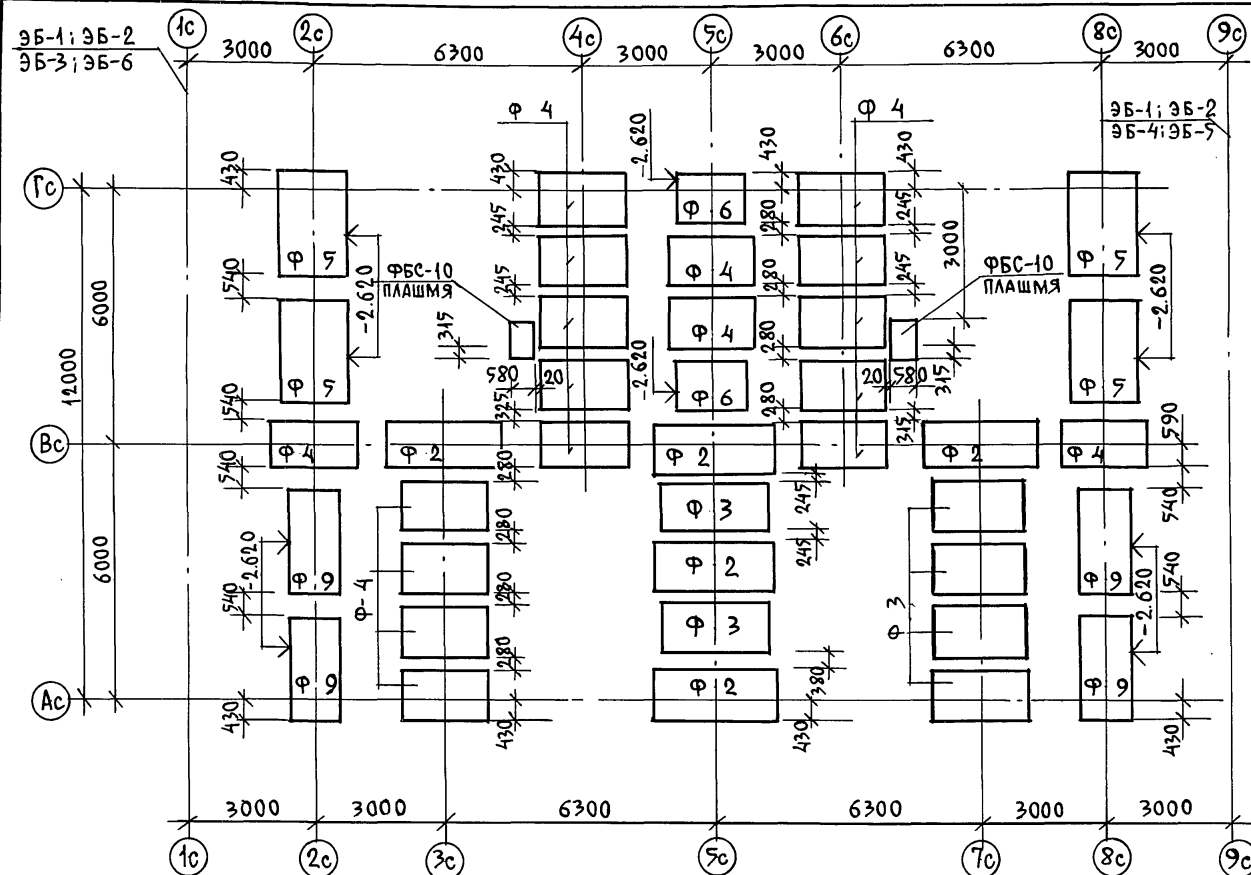 1с 2с 4с 5с 6с 8с 9с
ЭБ-1; ЭБ-2
ЭБ-3; ЭБ-6
3000 6300 3000 3000 6300 3000
ЭБ-1; ЭБ-2
ЭБ-4; ЭБ-5
Ф 4 -2.620 430 Ф 4 430
430 430
Гс
Ф 6
245 280 245
3000
Ф 5 Ф 4 Ф 5
-2.620 ФБС-10
ПЛАШМЯ
245 280 245
ФБС-10
ПЛАШМЯ
-2.620
540
6000
12000
315 Ф 4 280
580 20 -2.620 20 580 315
Ф 5 Ф 6 Ф 5
540 325 280 315 590
Вс
Ф 4 Ф 2 Ф 2 Ф 2 Ф 4
540 280 245 540
Ф 3
280 245
-2.620 6000 Ф 9 Ф-4 Ф 2 Ф 3 Ф 9 -2.620
540 280 540
Ф 3
280 380
Ф 9 Ф 2 Ф 9
Ас
430 430 430 430
3000 3000 6300 6300 3000 3000
1с 2с 3с 5с 7с 8с 9с